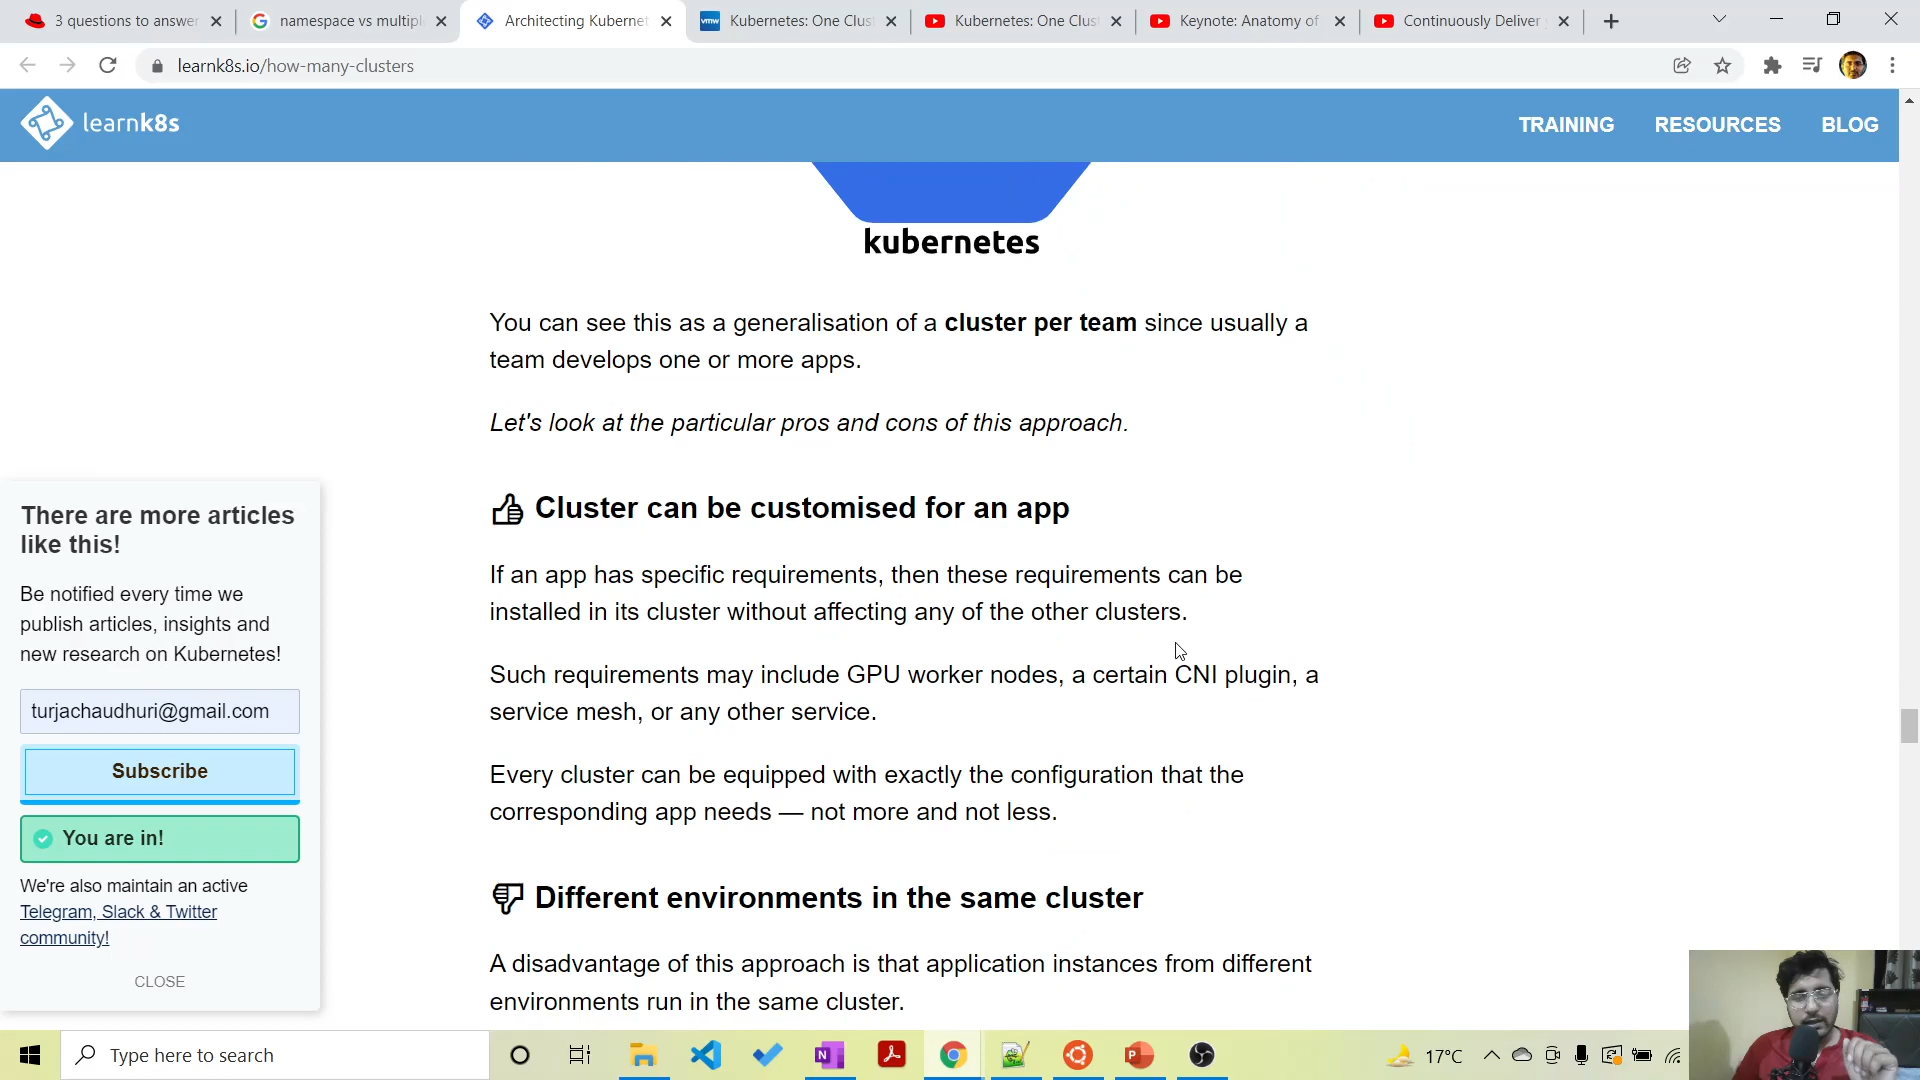 3 questions to answer
namespace vs multipl
Architecting Kubernet
vmw
Kubernetes: One Clus
Kubernetes: One Clus
Keynote: Anatomy of
Continuously Deliver
learnk8s.io/how-many-clusters
learnk8s
TRAINING
RESOURCES
BLOG
kubernetes
You can see this as a generalisation of a cluster per team since usually a
team develops one or more apps.
Let's look at the particular pros and cons of this approach.
Cluster can be customised for an app
If an app has specific requirements, then these requirements can be
installed in its cluster without affecting any of the other clusters.
Such requirements may include GPU worker nodes, a certain CNI plugin, a
service mesh, or any other service.
Every cluster can be equipped with exactly the configuration that the
corresponding app needs — not more and not less.
Different environments in the same cluster
A disadvantage of this approach is that application instances from different
environments run in the same cluster.
There are more articles
like this!
Be notified every time we
publish articles, insights and
new research on Kubernetes!
turjachaudhuri@gmail.com
Subscribe
You are in!
We're also maintain an active
Telegram, Slack & Twitter
community!
CLOSE
Type here to search
17°C